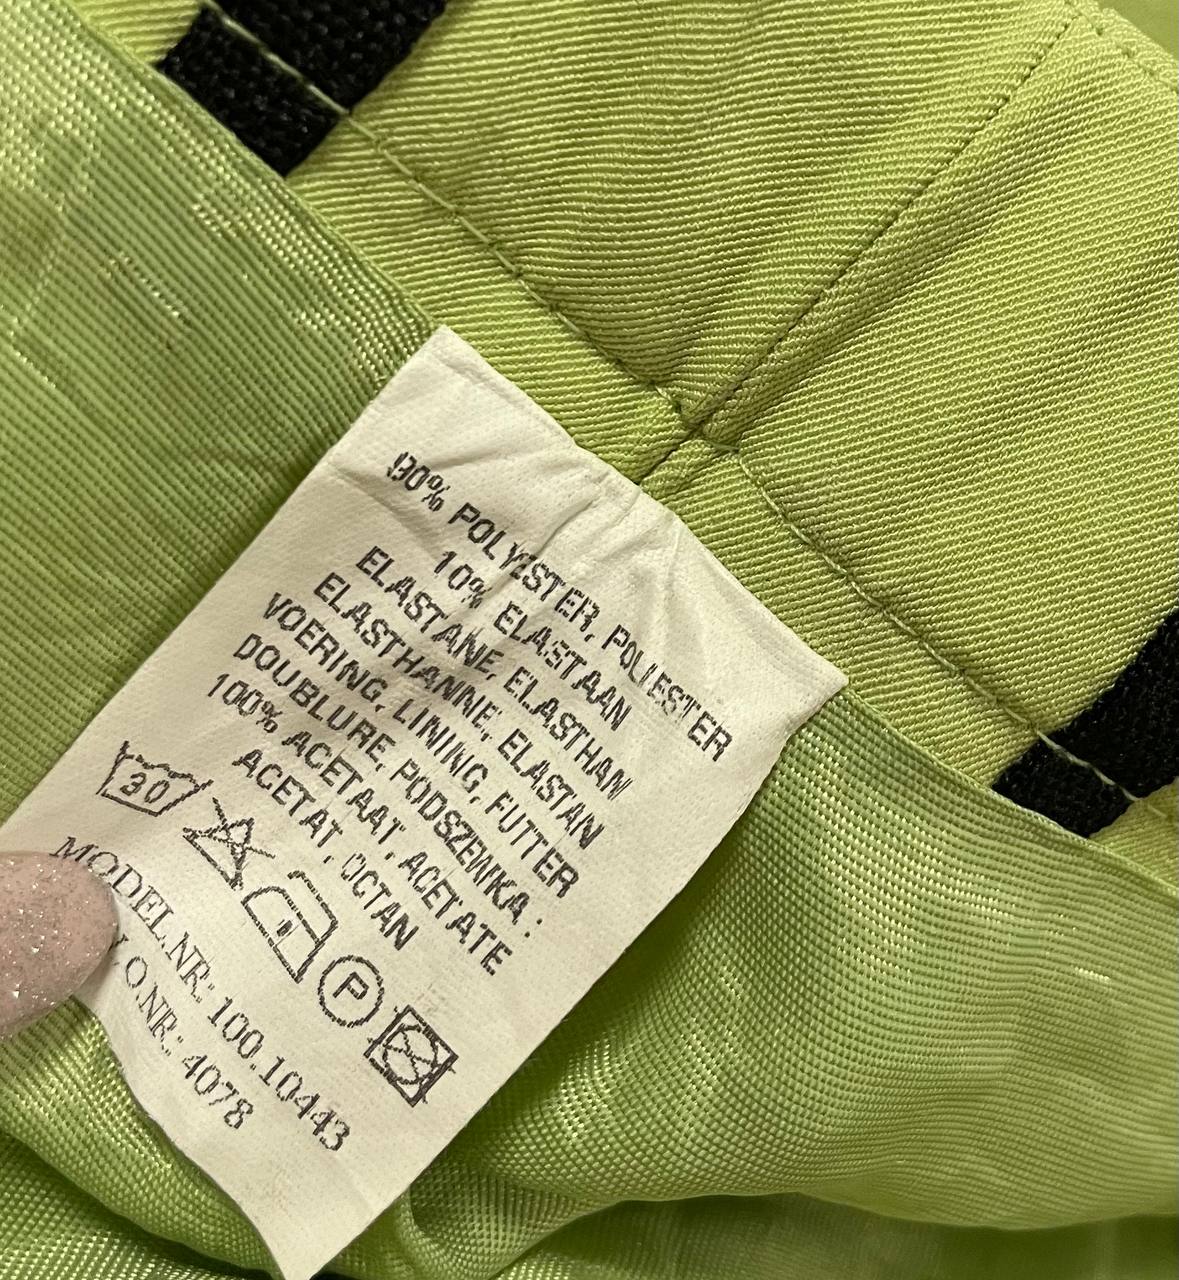 90% POLYESTER, POLIESTER
10% ELASTAAN
ELASTANE, ELASTHAN
ELASTHANNE, ELASTAN
VOERING, LINING, FUTTER
DOUBLURE, PODSZEWKA :
100% ACETAAT, ACETATE
ACETAT, OCTAN
30
P
MODEL.NR: 100.10443
O.NR: 4078